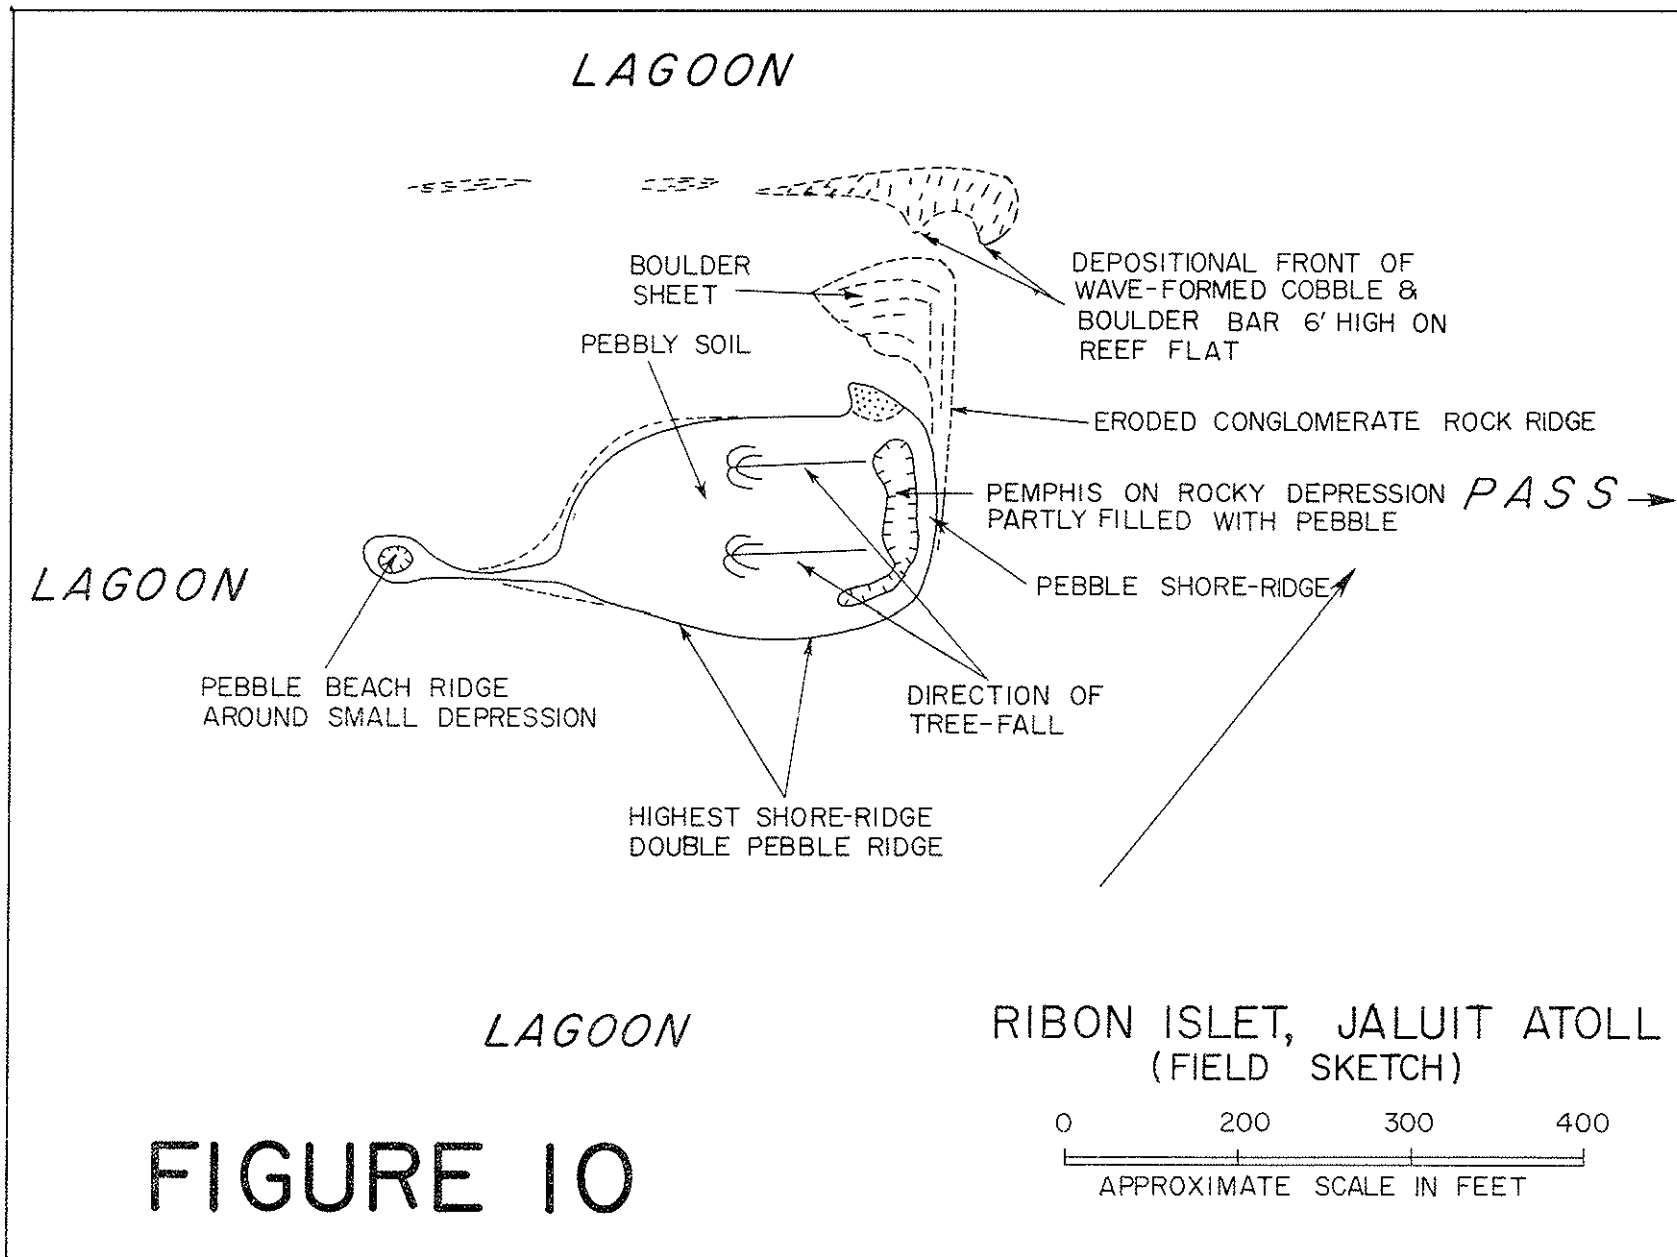 LAGOON
BOULDER
SHEET
DEPOSITIONAL FRONT OF
WAVE-FORMED COBBLE &
BOULDER BAR 6' HIGH ON
REEF FLAT
PEBBLY SOIL
ERODED CONGLOMERATE ROCK RIDGE
PEMPHIS ON ROCKY DEPRESSION
PARTLY FILLED WITH PEBBLE
PASS
LAGOON
PEBBLE SHORE-RIDGE
PEBBLE BEACH RIDGE
AROUND SMALL DEPRESSION
DIRECTION OF
TREE-FALL
HIGHEST SHORE-RIDGE
DOUBLE PEBBLE RIDGE
LAGOON
RIBON ISLET, JALUIT ATOLL
(FIELD SKETCH)
0 200 300 400
APPROXIMATE SCALE IN FEET
FIGURE 10